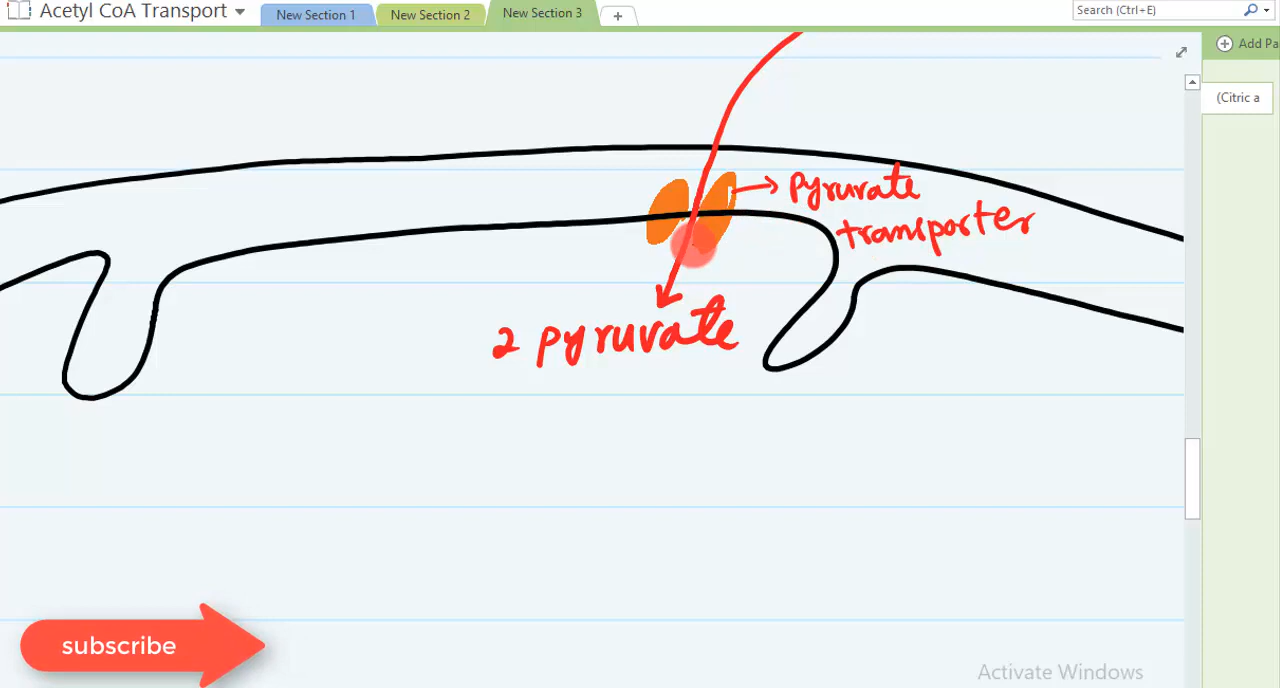 Acetyl CoA Transport
New Section 1
New Section 2
New Section 3
Search (Ctrl+E)
Add Pa
(Citric a
pyruvate
transporter
2 pyruvate
subscribe
Activate Windows